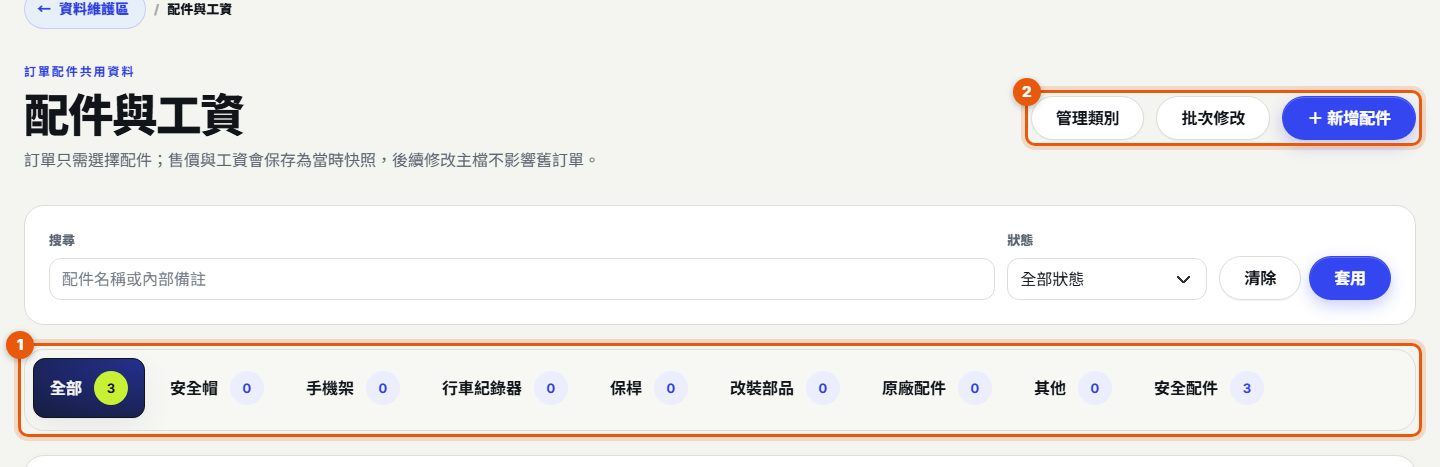 ← 資料維護區 / 配件與工資
訂單配件共用資料
配件與工資
訂單只需選擇配件；售價與工資會保存為當時快照，後續修改主檔不影響舊訂單。
2
管理類別 批次修改 ＋ 新增配件
搜尋 狀態
配件名稱或內部備註 全部狀態 清除 套用
1
全部 3 安全帽 0 手機架 0 行車紀錄器 0 保桿 0 改裝部品 0 原廠配件 0 其他 0 安全配件 3